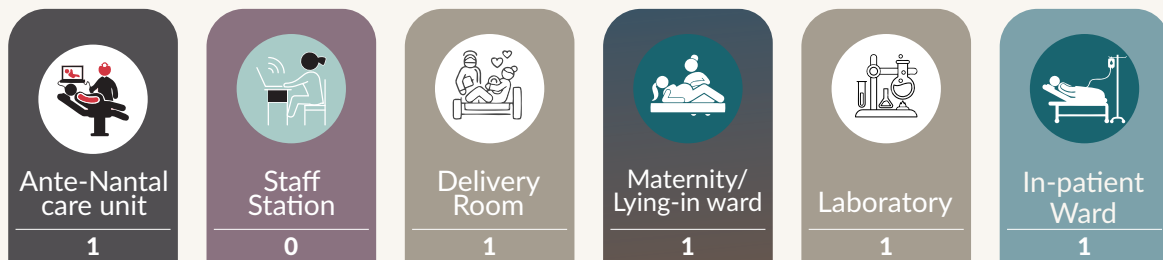 Ante-Nantal
care unit
1
Staff
Station
0
Delivery
Room
1
Maternity/
Lying-in ward
1
Laboratory
1
In-patient
Ward
1